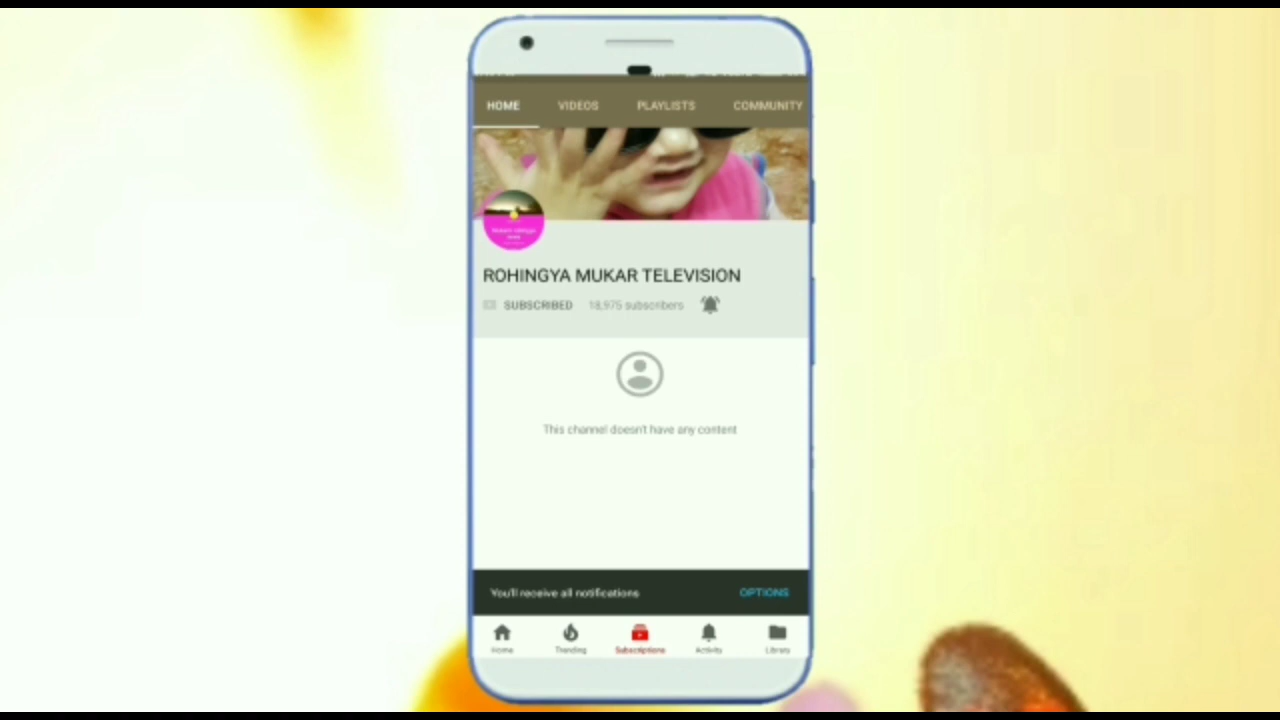 HOME VIDEOS PLAYLISTS COMMUNITY
ROHINGYA MUKAR TELEVISION
SUBSCRIBED 18,975 subscribers
This channel doesn't have any content
You'll receive all notifications OPTIONS
Home Trending Subscriptions Activity Library